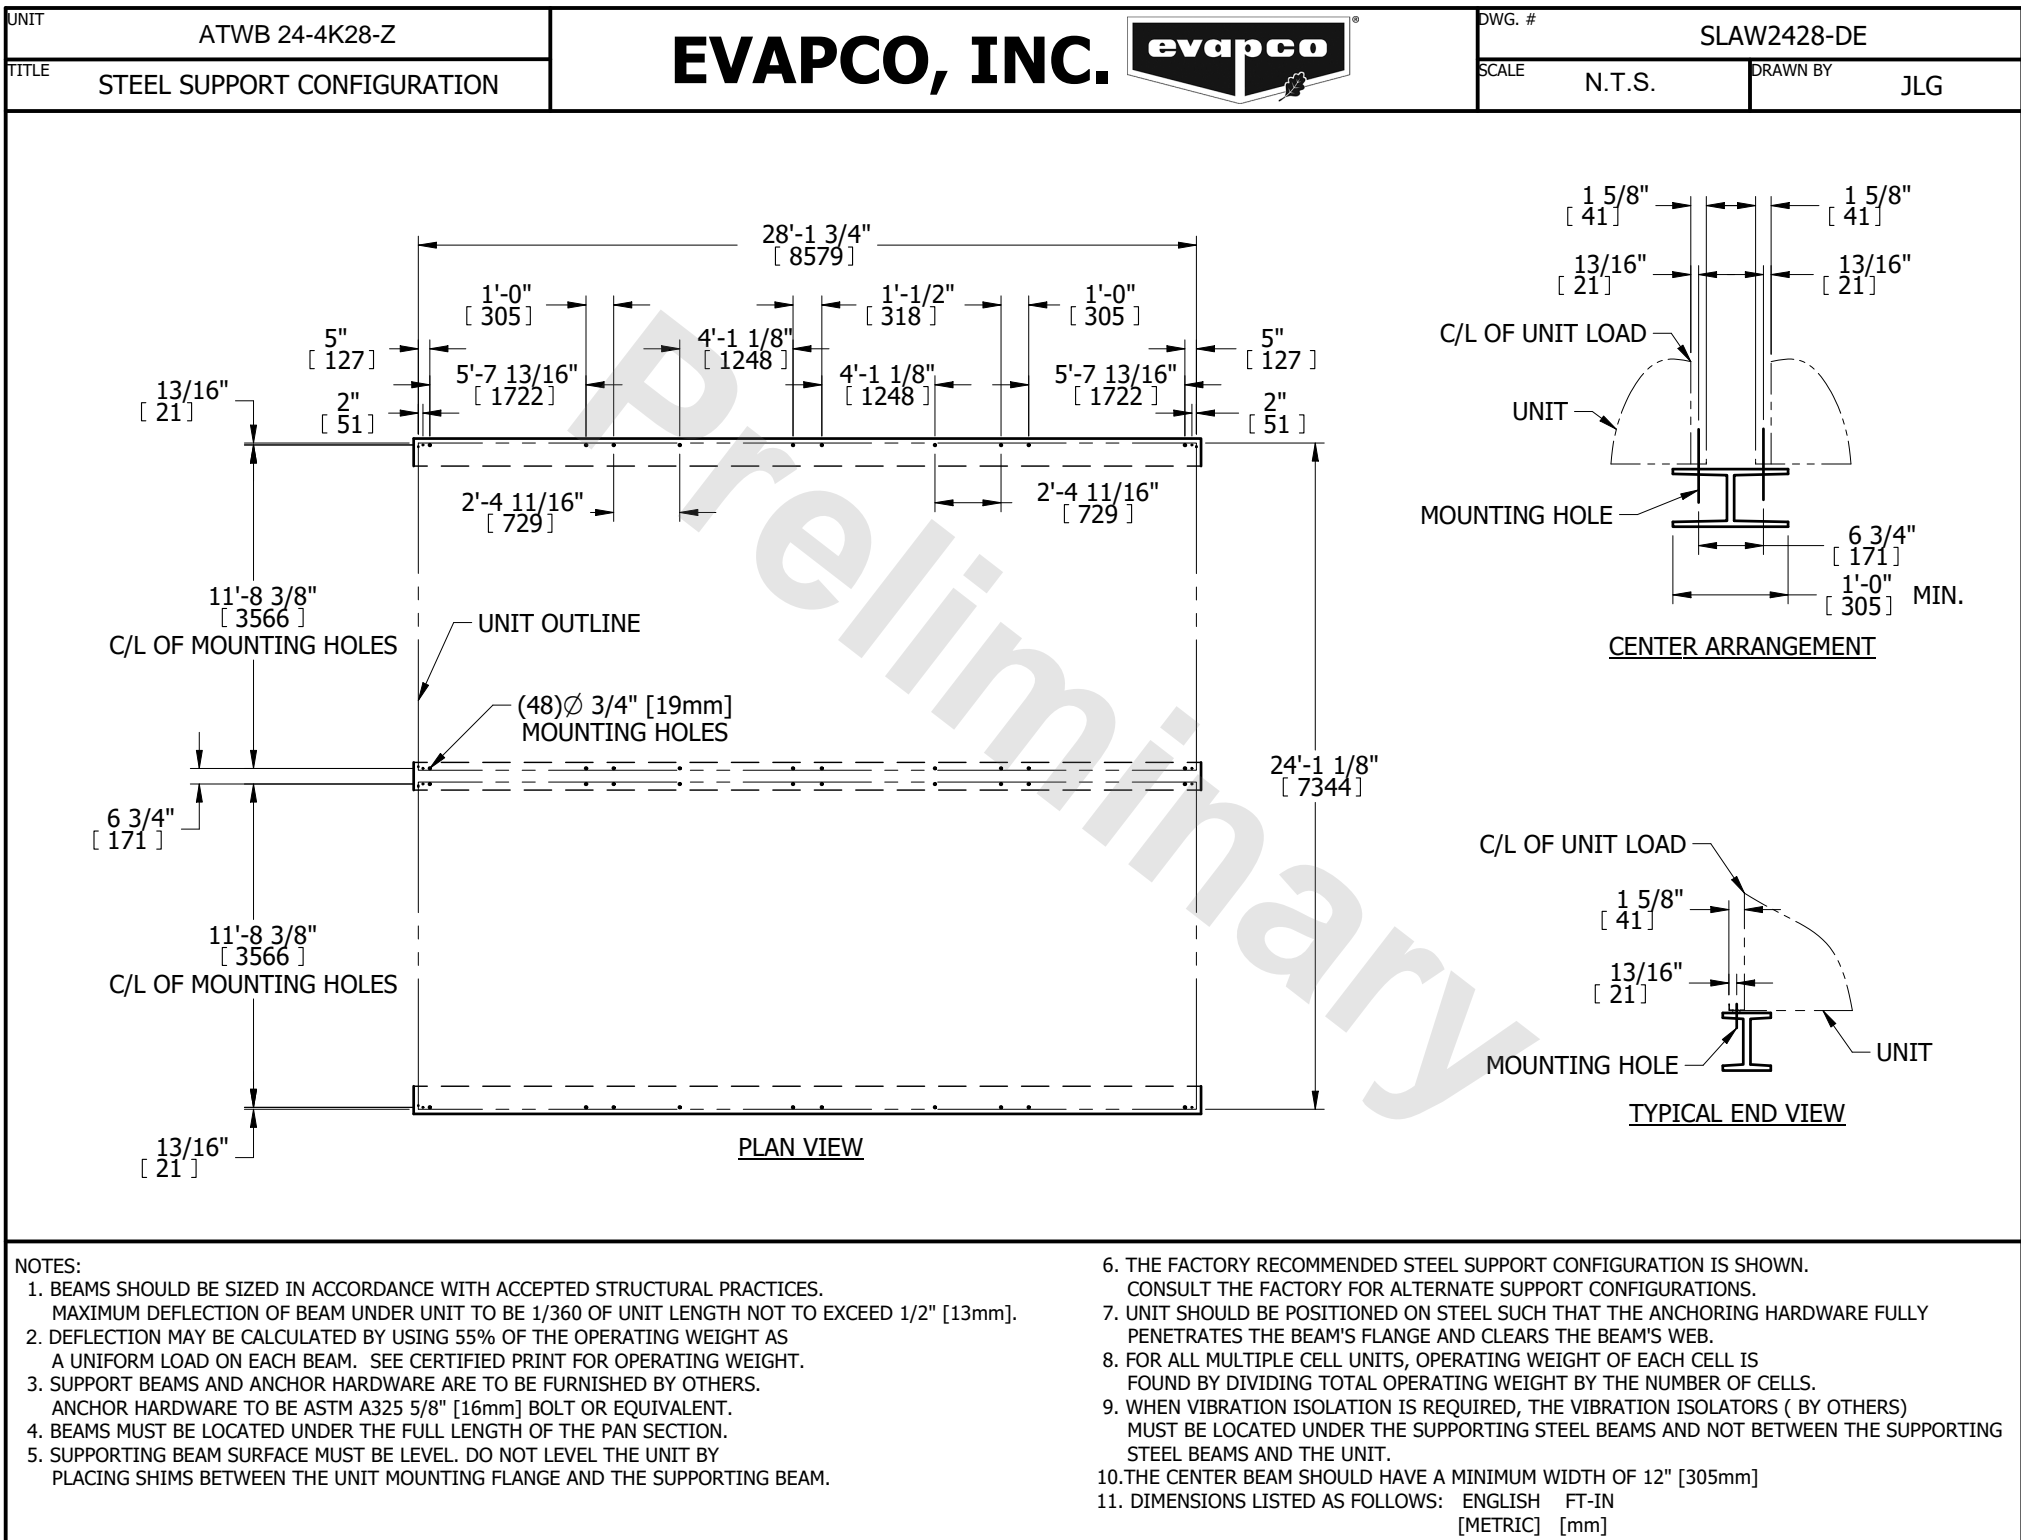 UNIT
ATWB 24-4K28-Z
TITLE
STEEL SUPPORT CONFIGURATION
EVAPCO, INC.
evapco
®
DWG. #
SLAW2428-DE
SCALE
N.T.S.
DRAWN BY
JLG
28'-1 3/4"
[ 8579 ]
1'-0"
[ 305 ]
1'-1/2"
[ 318 ]
1'-0"
[ 305 ]
5"
[ 127 ]
4'-1 1/8"
[ 1248 ]
5"
[ 127 ]
5'-7 13/16"
[ 1722 ]
4'-1 1/8"
[ 1248 ]
5'-7 13/16"
[ 1722 ]
13/16"
[ 21 ]
2"
[ 51 ]
2"
[ 51 ]
2'-4 11/16"
[ 729 ]
2'-4 11/16"
[ 729 ]
11'-8 3/8"
[ 3566 ]
C/L OF MOUNTING HOLES
UNIT OUTLINE
(48)Ø 3/4" [19mm]
MOUNTING HOLES
24'-1 1/8"
[ 7344 ]
6 3/4"
[ 171 ]
11'-8 3/8"
[ 3566 ]
C/L OF MOUNTING HOLES
13/16"
[ 21 ]
PLAN VIEW
Preliminary
1 5/8"
[ 41 ]
1 5/8"
[ 41 ]
13/16"
[ 21 ]
13/16"
[ 21 ]
C/L OF UNIT LOAD
UNIT
MOUNTING HOLE
6 3/4"
[ 171 ]
1'-0"
[ 305 ]
MIN.
CENTER ARRANGEMENT
C/L OF UNIT LOAD
1 5/8"
[ 41 ]
13/16"
[ 21 ]
MOUNTING HOLE
UNIT
TYPICAL END VIEW
NOTES:
1. BEAMS SHOULD BE SIZED IN ACCORDANCE WITH ACCEPTED STRUCTURAL PRACTICES.
MAXIMUM DEFLECTION OF BEAM UNDER UNIT TO BE 1/360 OF UNIT LENGTH NOT TO EXCEED 1/2" [13mm].
2. DEFLECTION MAY BE CALCULATED BY USING 55% OF THE OPERATING WEIGHT AS
A UNIFORM LOAD ON EACH BEAM. SEE CERTIFIED PRINT FOR OPERATING WEIGHT.
3. SUPPORT BEAMS AND ANCHOR HARDWARE ARE TO BE FURNISHED BY OTHERS.
ANCHOR HARDWARE TO BE ASTM A325 5/8" [16mm] BOLT OR EQUIVALENT.
4. BEAMS MUST BE LOCATED UNDER THE FULL LENGTH OF THE PAN SECTION.
5. SUPPORTING BEAM SURFACE MUST BE LEVEL. DO NOT LEVEL THE UNIT BY
PLACING SHIMS BETWEEN THE UNIT MOUNTING FLANGE AND THE SUPPORTING BEAM.
6. THE FACTORY RECOMMENDED STEEL SUPPORT CONFIGURATION IS SHOWN.
CONSULT THE FACTORY FOR ALTERNATE SUPPORT CONFIGURATIONS.
7. UNIT SHOULD BE POSITIONED ON STEEL SUCH THAT THE ANCHORING HARDWARE FULLY
PENETRATES THE BEAM'S FLANGE AND CLEARS THE BEAM'S WEB.
8. FOR ALL MULTIPLE CELL UNITS, OPERATING WEIGHT OF EACH CELL IS
FOUND BY DIVIDING TOTAL OPERATING WEIGHT BY THE NUMBER OF CELLS.
9. WHEN VIBRATION ISOLATION IS REQUIRED, THE VIBRATION ISOLATORS ( BY OTHERS)
MUST BE LOCATED UNDER THE SUPPORTING STEEL BEAMS AND NOT BETWEEN THE SUPPORTING
STEEL BEAMS AND THE UNIT.
10.THE CENTER BEAM SHOULD HAVE A MINIMUM WIDTH OF 12" [305mm]
11. DIMENSIONS LISTED AS FOLLOWS: ENGLISH FT-IN
[METRIC] [mm]